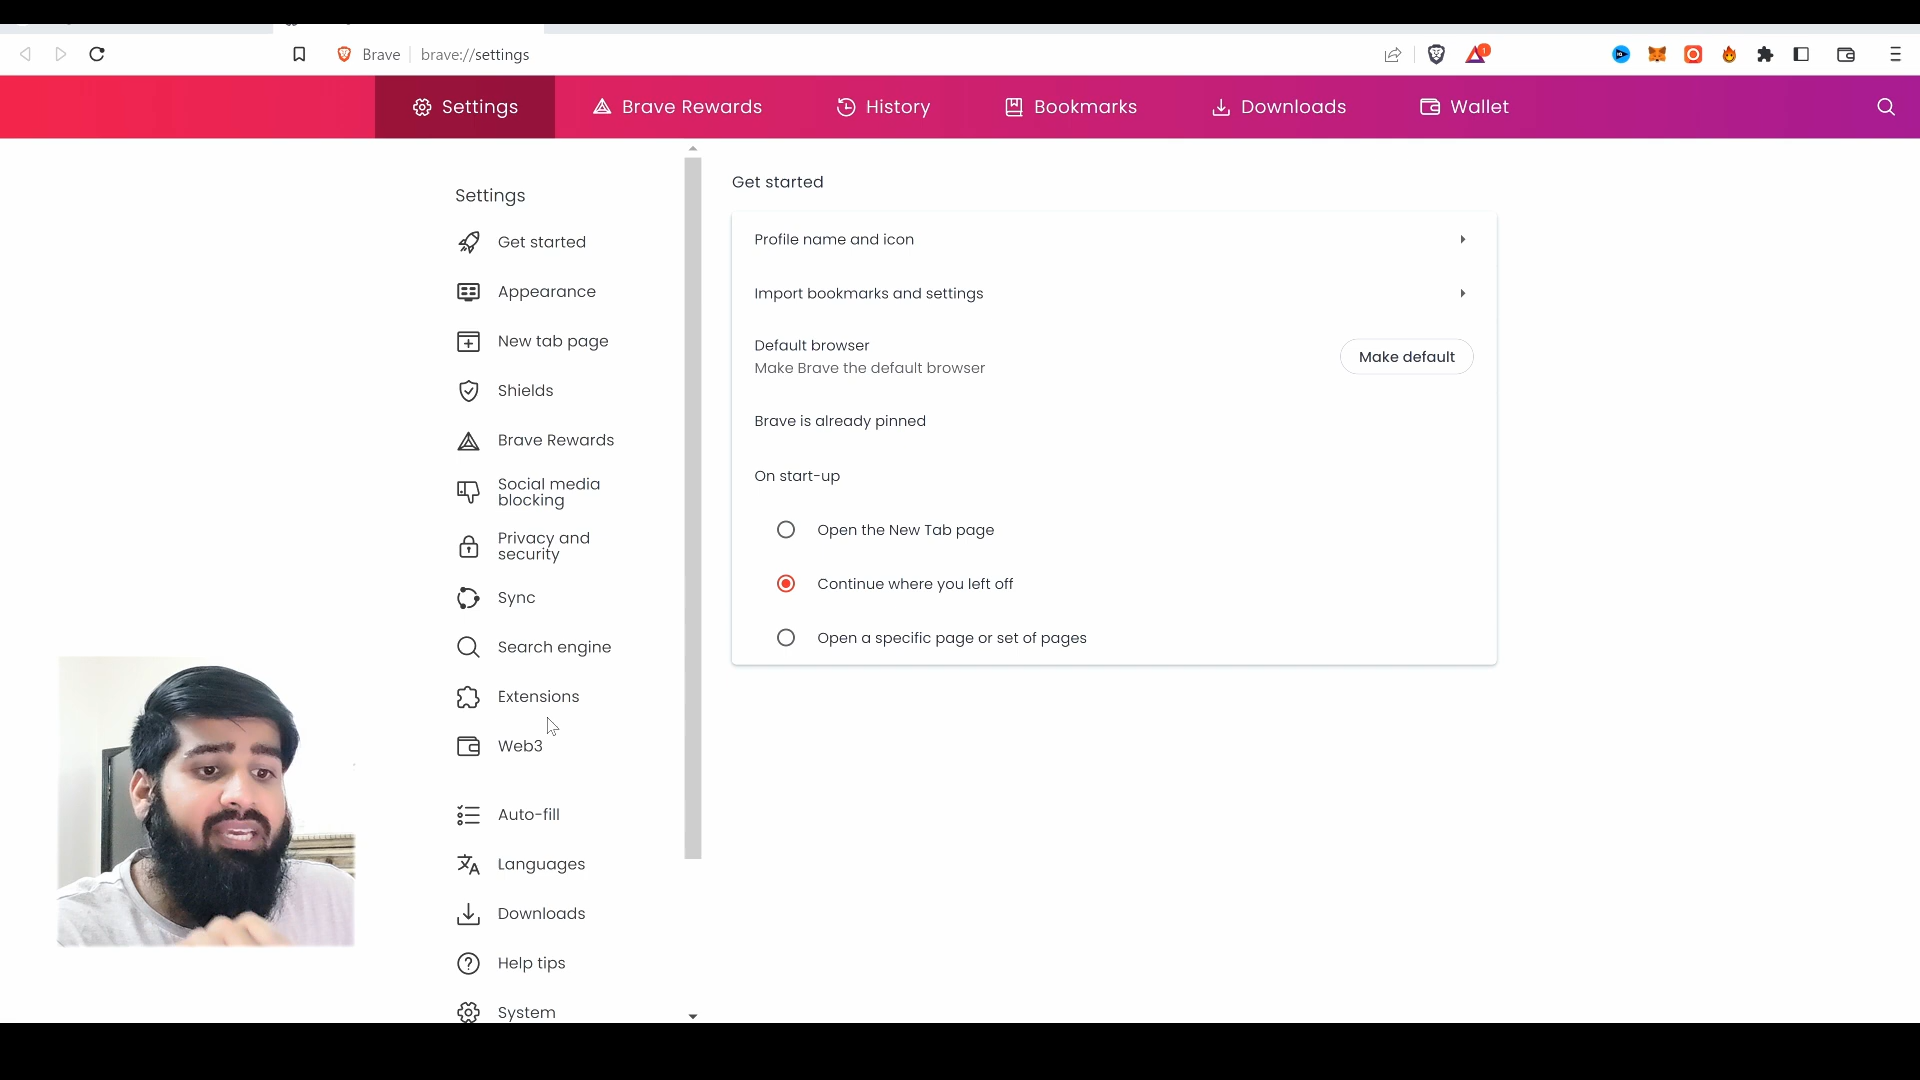 Brave
brave://settings
1
Settings
Brave Rewards
History
Bookmarks
Downloads
Wallet
Settings
Get started
Appearance
New tab page
Shields
Brave Rewards
Social media
blocking
Privacy and
security
Sync
Search engine
Extensions
Web3
Auto-fill
Languages
Downloads
Help tips
System
Get started
Profile name and icon
Import bookmarks and settings
Default browser
Make Brave the default browser
Make default
Brave is already pinned
On start-up
Open the New Tab page
Continue where you left off
Open a specific page or set of pages